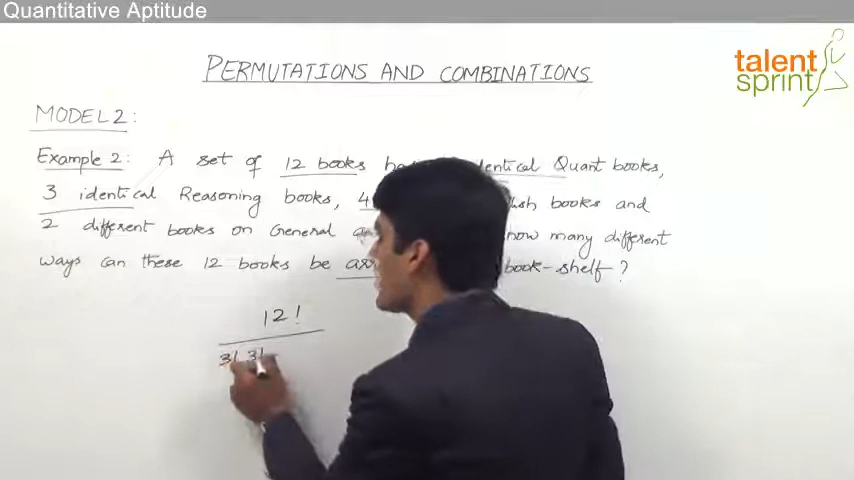 Quantitative Aptitude
PERMUTATIONS AND COMBINATIONS
talent
sprint
MODEL 2:
Example 2: A set of 12 books Quant books,
3 identical Reasoning books, 4 books and
2 different books on General how many different
ways can these 12 books be book-shelf?
12!
3! 3!